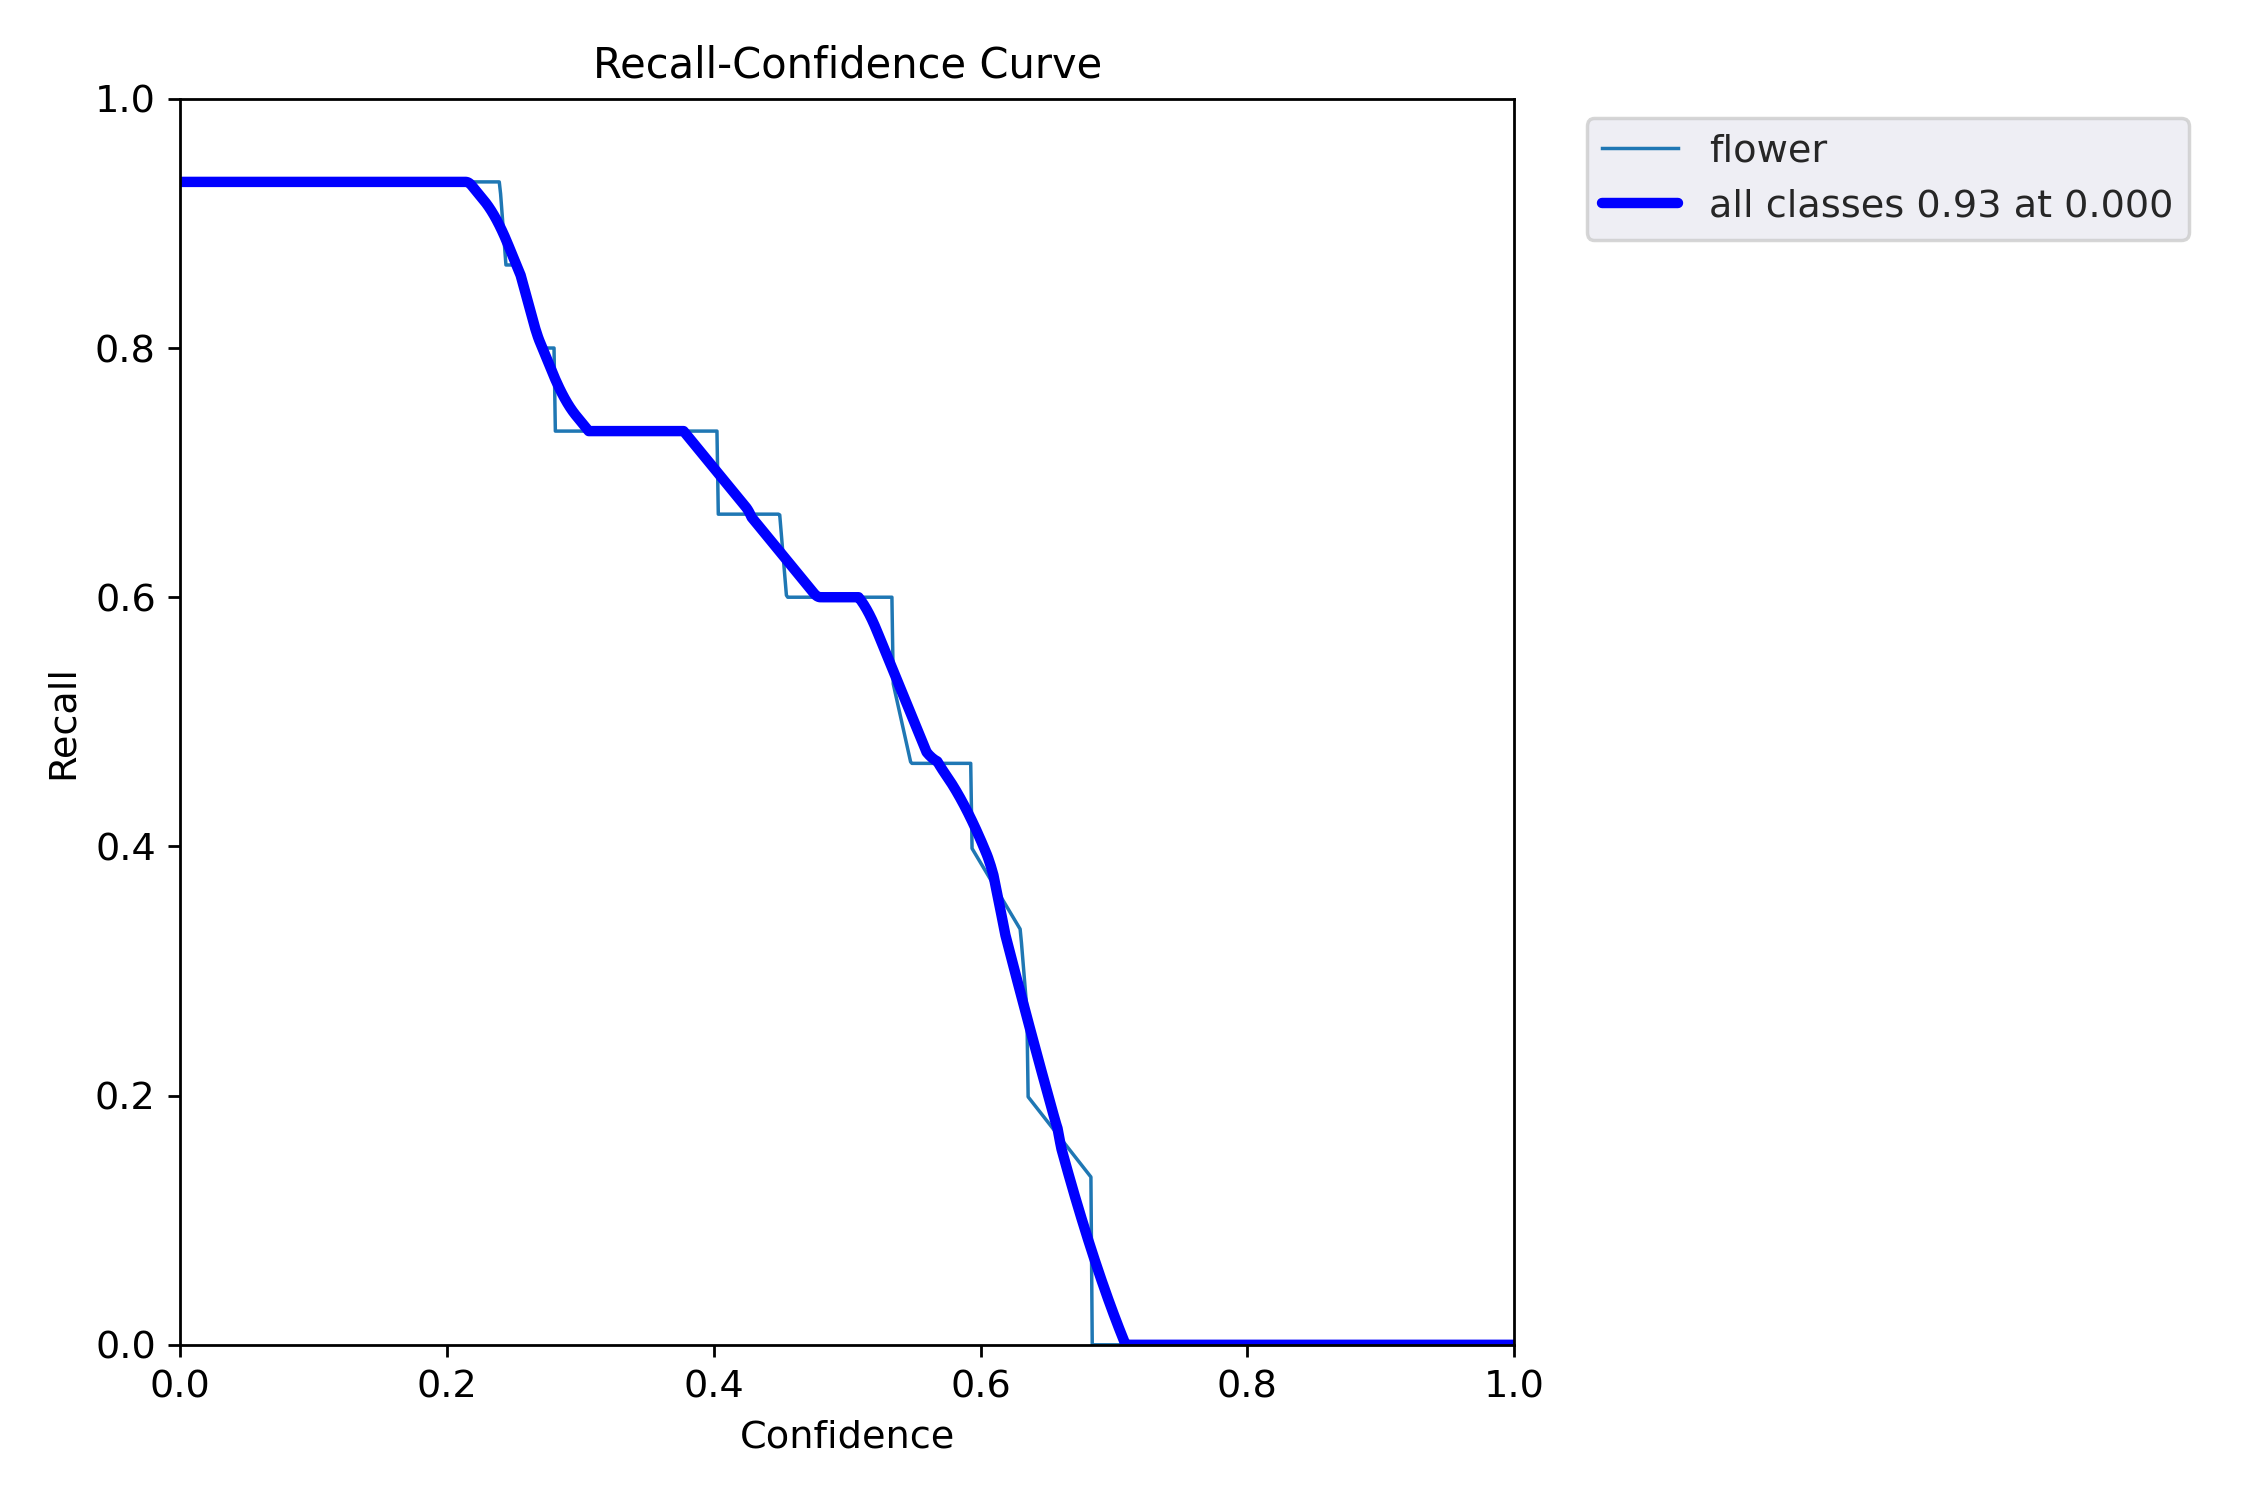 Recall-Confidence Curve
1.0
0.8
0.6
0.4
0.2
0.0
Recall
0.0 0.2 0.4 0.6 0.8 1.0
Confidence
flower
all classes 0.93 at 0.000